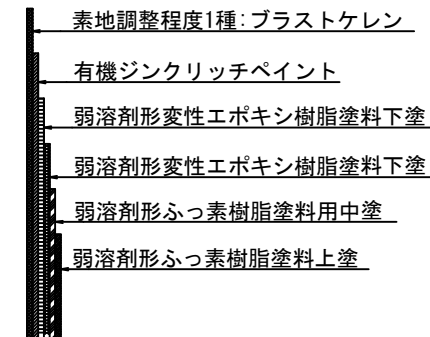 素地調整程度1種：ブラストケレン
有機ジンクリッチペイント
弱溶剤形変性エポキシ樹脂塗料下塗
弱溶剤形変性エポキシ樹脂塗料下塗
弱溶剤形ふっ素樹脂塗料用中塗
弱溶剤形ふっ素樹脂塗料上塗